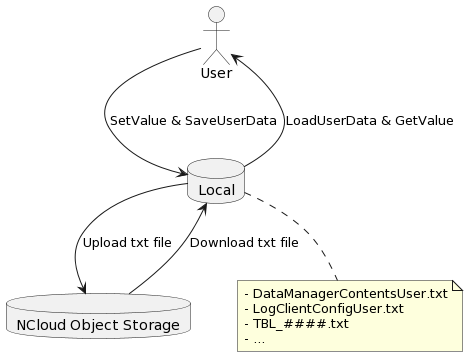 User
SetValue & SaveUserData
LoadUserData & GetValue
Local
Upload txt file
Download txt file
NCloud Object Storage
- DataManagerContentsUser.txt
- LogClientConfigUser.txt
- TBL_####.txt
- ...